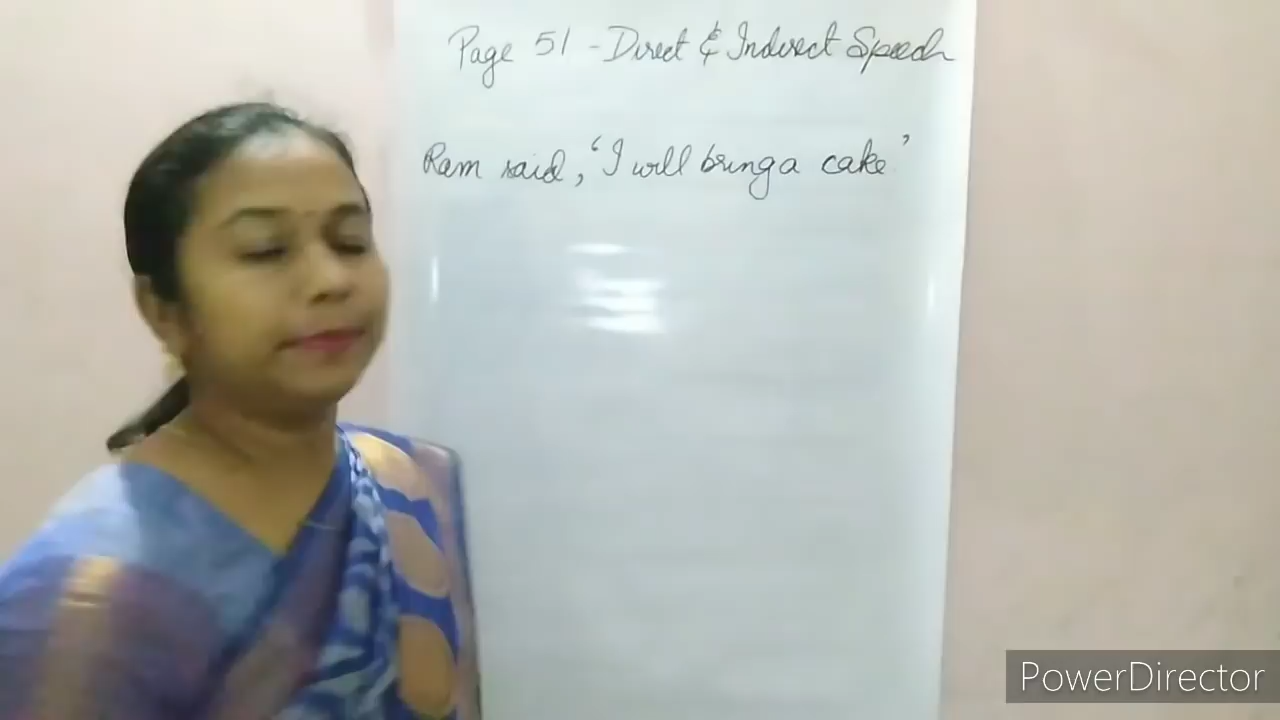 Page 51 - Direct & Indirect Speech
Ram said, 'I will bring a cake'
PowerDirector